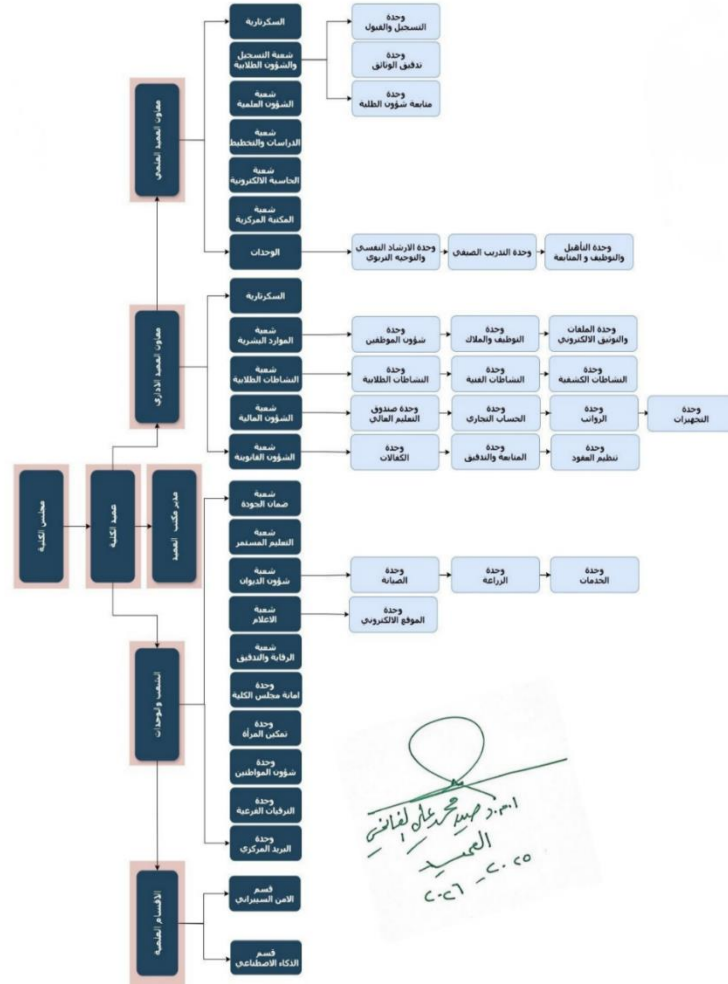 مجلس الكلية
عميد الكلية
مدير مكتب العميد
معاون العميد العلمي
السكرتارية
شعبة التسجيل
والشؤون الطلابية
وحدة
التسجيل والقبول
وحدة
تدقيق الوثائق
وحدة
متابعة شؤون الطلبة
شعبة
الشؤون العلمية
شعبة
الدراسات والتخطيط
شعبة
الحاسبة الالكترونية
شعبة
المكتبة المركزية
الوحدات
وحدة الارشاد النفسي
والتوجيه التربوي
وحدة التدريب الصيفي
وحدة التأهيل
والتوظيف و المتابعة
معاون العميد الاداري
السكرتارية
شعبة
الموارد البشرية
وحدة
شؤون الموظفين
وحدة
التوظيف والملاك
وحدة الملفات
والتوثيق الالكتروني
شعبة
النشاطات الطلابية
وحدة
النشاطات الطلابية
وحدة
النشاطات الفنية
وحدة
النشاطات الكشفية
شعبة
الشؤون المالية
وحدة صندوق
التعليم العالي
وحدة
الحساب التجاري
وحدة
الرواتب
وحدة
التجهيزات
شعبة
الشؤون القانونية
وحدة
الكفالات
وحدة
المتابعة والتدقيق
وحدة
تنظيم العقود
الشعب والوحدات
شعبة
ضمان الجودة
شعبة
التعليم المستمر
شعبة
شؤون الديوان
وحدة
الصيانة
وحدة
الزراعة
وحدة
الخدمات
شعبة
الاعلام
وحدة
الموقع الالكتروني
شعبة
الرقابة والتدقيق
وحدة
امانة مجلس الكلية
وحدة
تمكين المرأة
وحدة
شؤون المواطنين
وحدة
الترقيات الفرعية
وحدة
البريد المركزي
الاقسام العلمية
قسم
الامن السيبراني
قسم
الذكاء الاصطناعي
ا.م.د محمد علي
العميد
٢٠٢٥ _ ٢٠٢٦